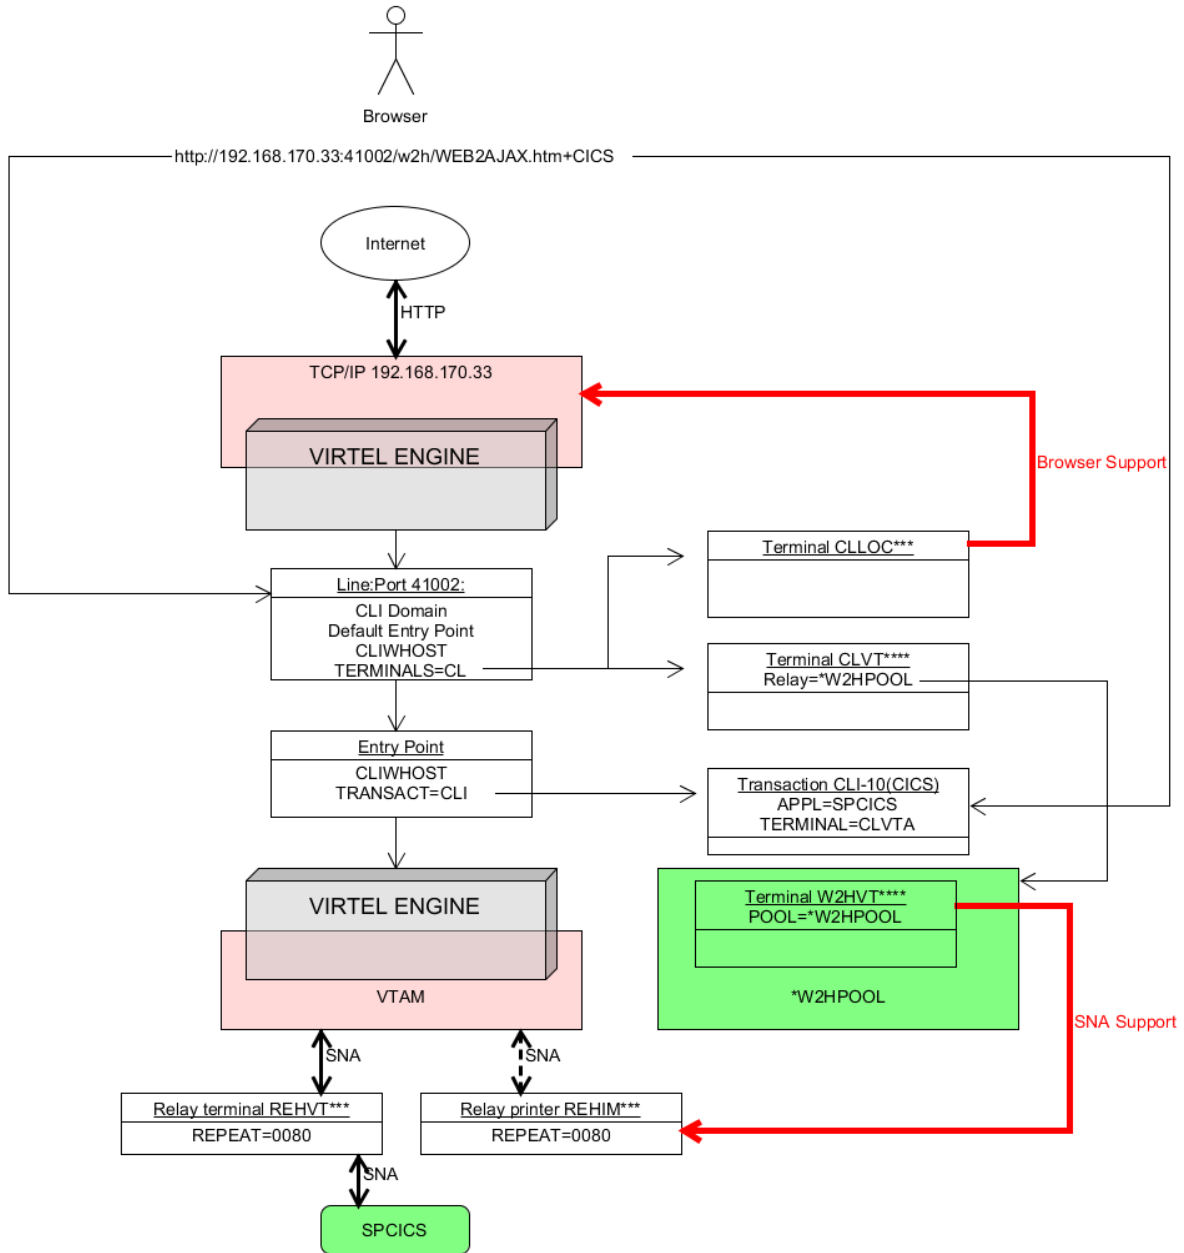 Browser
http://192.168.170.33:41002/w2h/WEB2AJAX.htm+CICS
Internet
HTTP
TCP/IP 192.168.170.33
VIRTEL ENGINE
Browser Support
Terminal CLLOC***
Line:Port 41002:
CLI Domain
Default Entry Point
CLIWHOST
TERMINALS=CL
Terminal CLVT****
Relay=*W2HPOOL
Entry Point
CLIWHOST
TRANSACT=CLI
Transaction CLI-10(CICS)
APPL=SPCICS
TERMINAL=CLVTA
VIRTEL ENGINE
VTAM
Terminal W2HVT****
POOL=*W2HPOOL
*W2HPOOL
SNA Support
SNA
SNA
Relay terminal REHVT***
REPEAT=0080
Relay printer REHIM***
REPEAT=0080
SNA
SPCICS